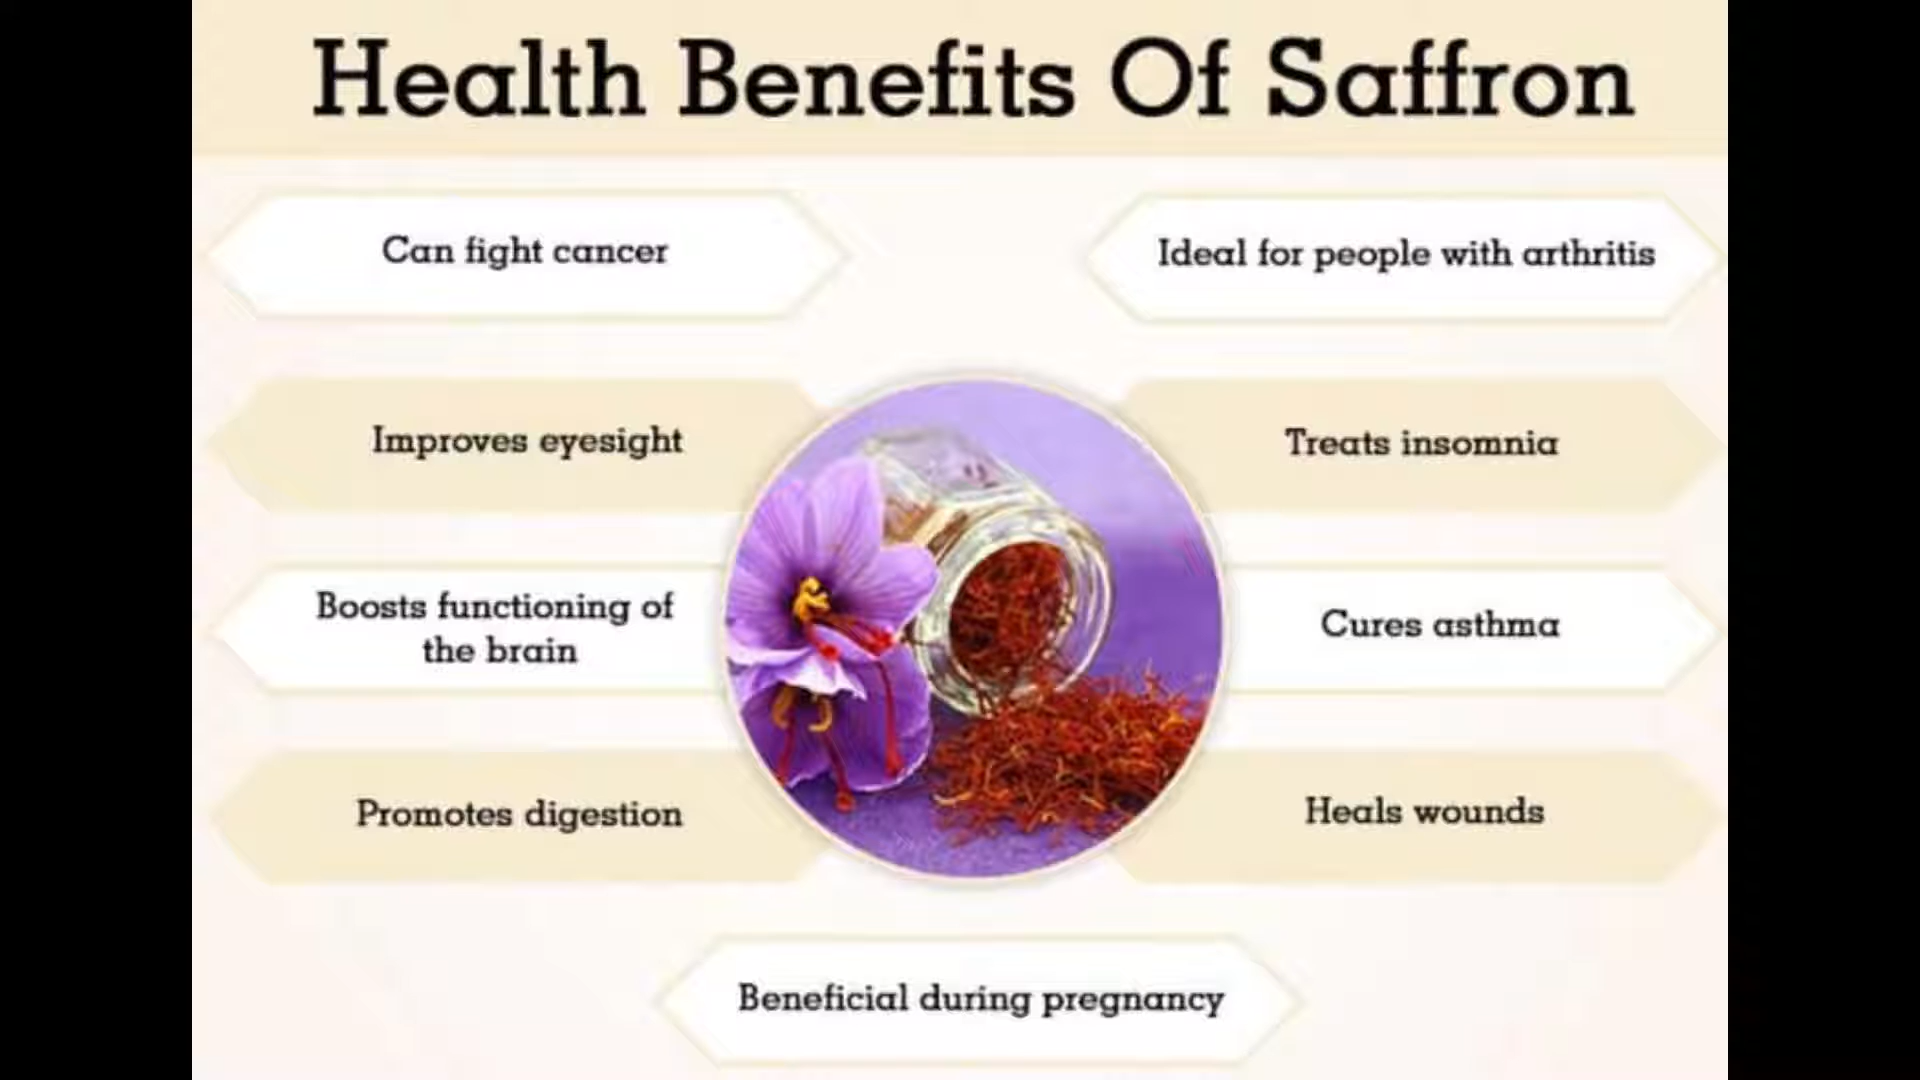 Health Benefits Of Saffron
Can fight cancer
Ideal for people with arthritis
Improves eyesight
Treats insomnia
Boosts functioning of
the brain
Cures asthma
Promotes digestion
Heals wounds
Beneficial during pregnancy